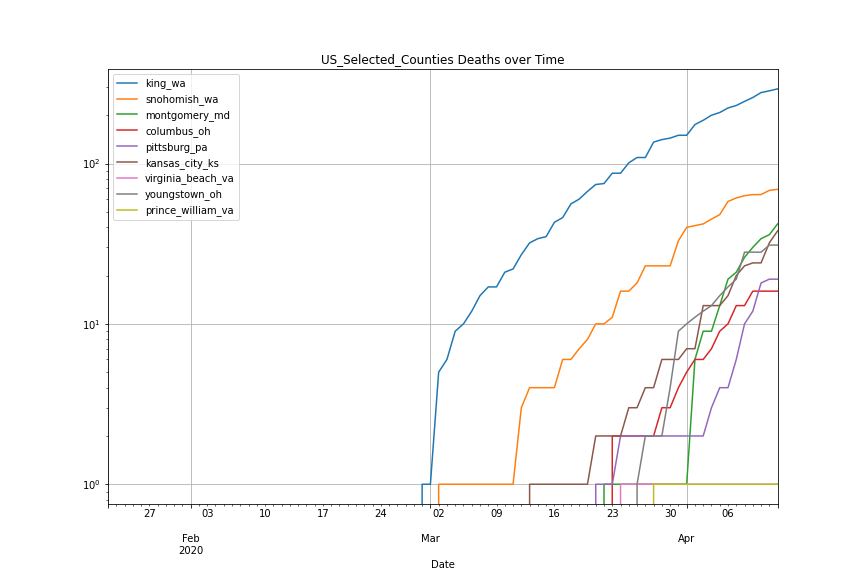 US_Selected_Counties Deaths over Time
king_wa
snohomish_wa
montgomery_md
columbus_oh
pittsburg_pa
kansas_city_ks
virginia_beach_va
youngstown_oh
prince_william_va
10²
10¹
10⁰
27 03 10 17 24 02 09 16 23 30 06
Feb Mar Apr
2020
Date